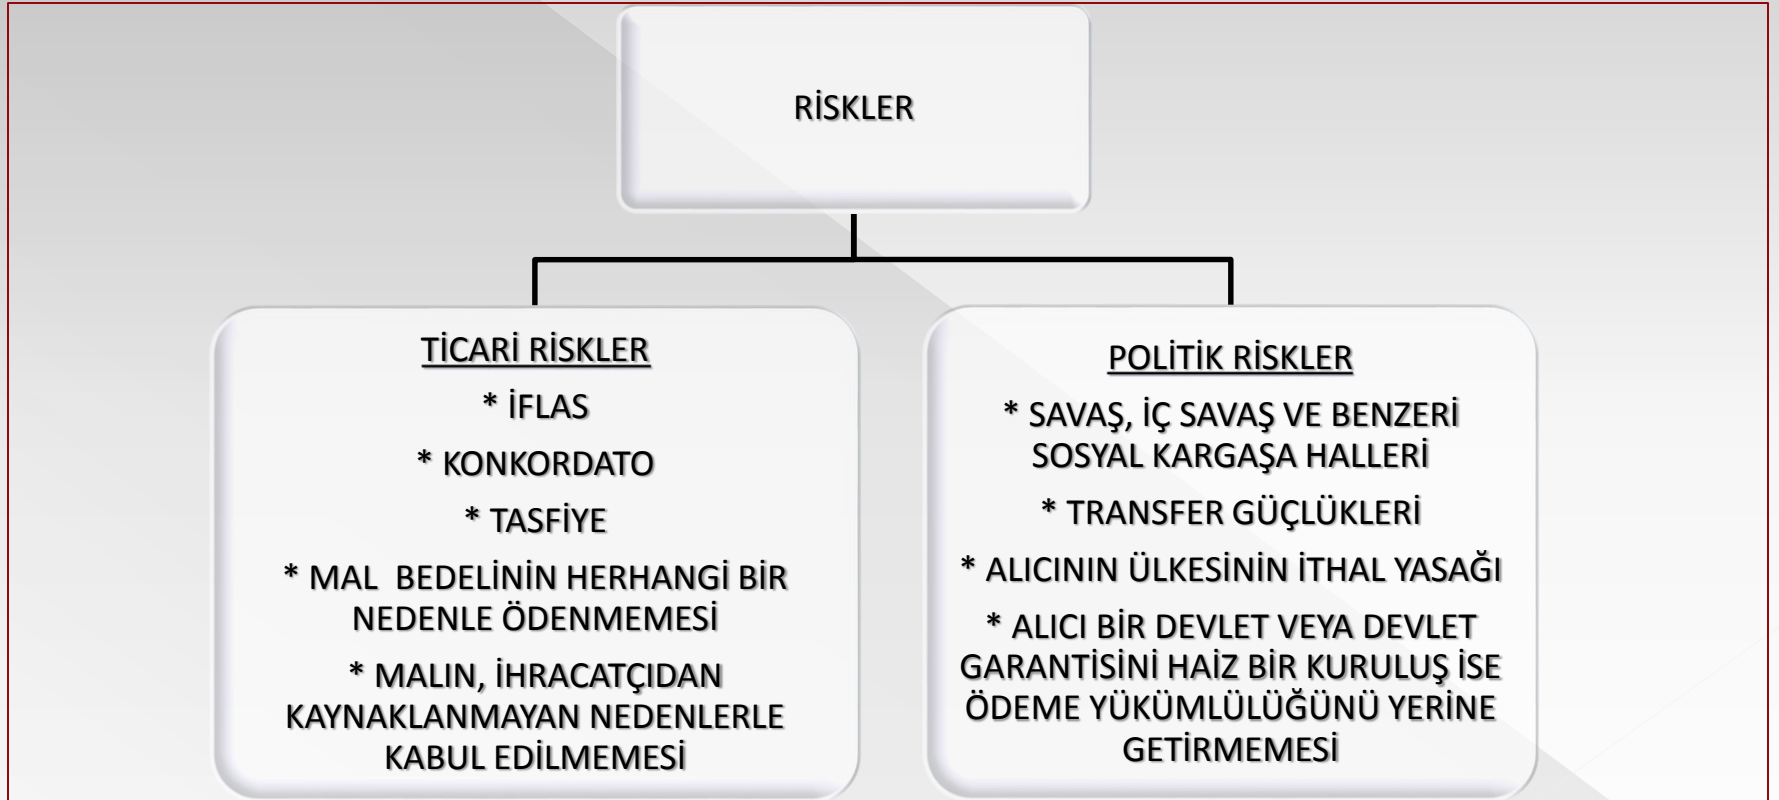 RİSKLER
TİCARİ RİSKLER
* İFLAS
* KONKORDATO
* TASFİYE
* MAL  BEDELİNİN HERHANGİ BİR
NEDENLE ÖDENMEMESİ
* MALIN, İHRACATÇIDAN
KAYNAKLANMAYAN NEDENLERLE
KABUL EDİLMEMESİ
POLİTİK RİSKLER
* SAVAŞ, İÇ SAVAŞ VE BENZERİ
SOSYAL KARGAŞA HALLERİ
* TRANSFER GÜÇLÜKLERİ
* ALICININ ÜLKESİNİN İTHAL YASAĞI
* ALICI BİR DEVLET VEYA DEVLET
GARANTİSİNİ HAİZ BİR KURULUŞ İSE
ÖDEME YÜKÜMLÜLÜĞÜNÜ YERİNE
GETİRMEMESİ